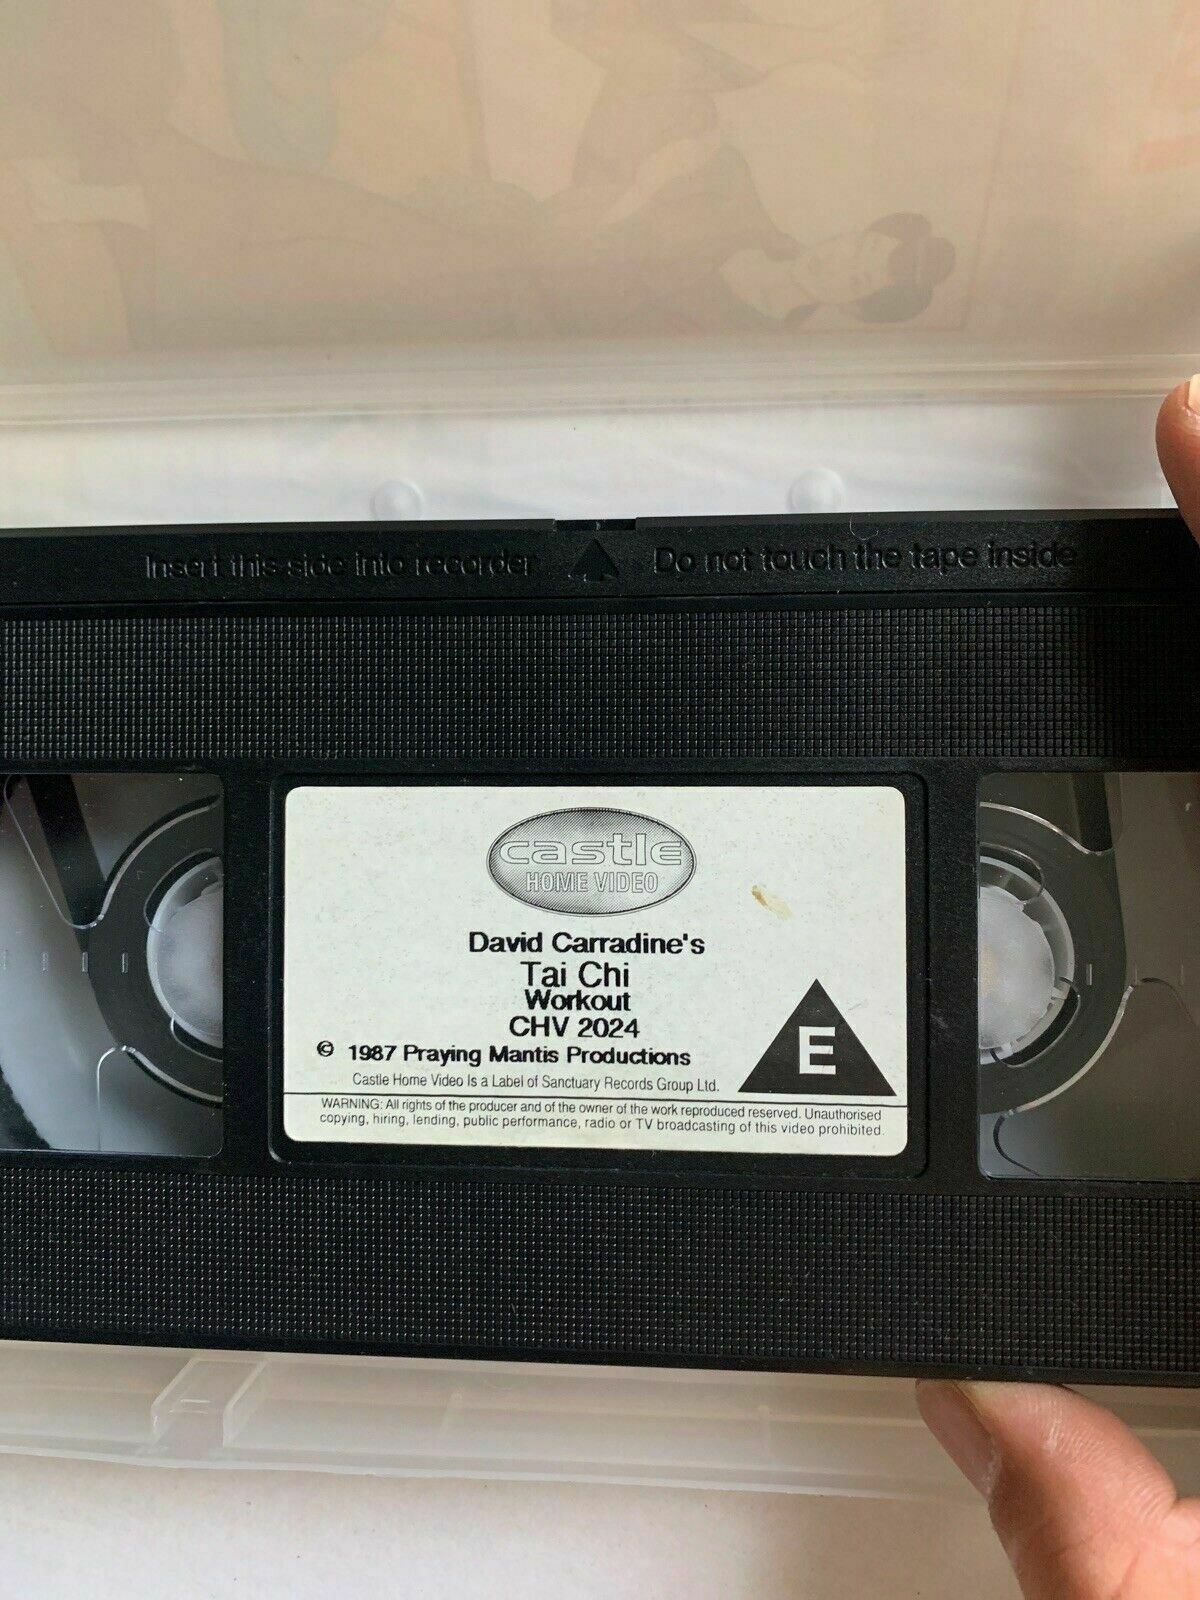 Insert this side into recorder Do not touch the tape inside
castle
HOME VIDEO
David Carradine's
Tai Chi
Workout
CHV 2024
© 1987 Praying Mantis Productions
E
Castle Home Video Is a Label of Sanctuary Records Group Ltd.
WARNING: All rights of the producer and of the owner of the work reproduced reserved. Unauthorised
copying, hiring, lending, public performance, radio or TV broadcasting of this video prohibited.